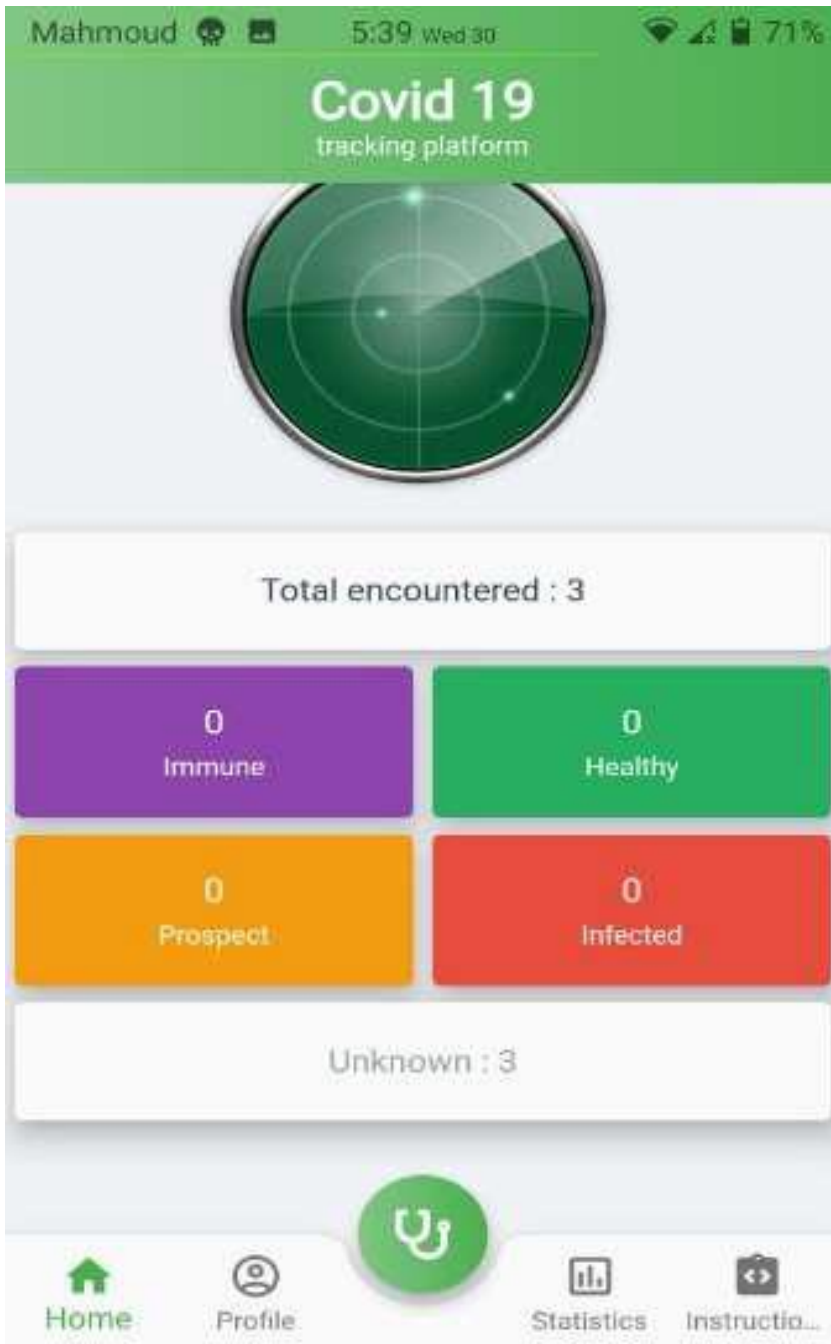 Mahmoud 5:39 Wed 30 71%
Covid 19
tracking platform
Total encountered : 3
0
Immune
0
Healthy
0
Prospect
0
Infected
Unknown : 3
Home
Profile
Statistics
Instructio...